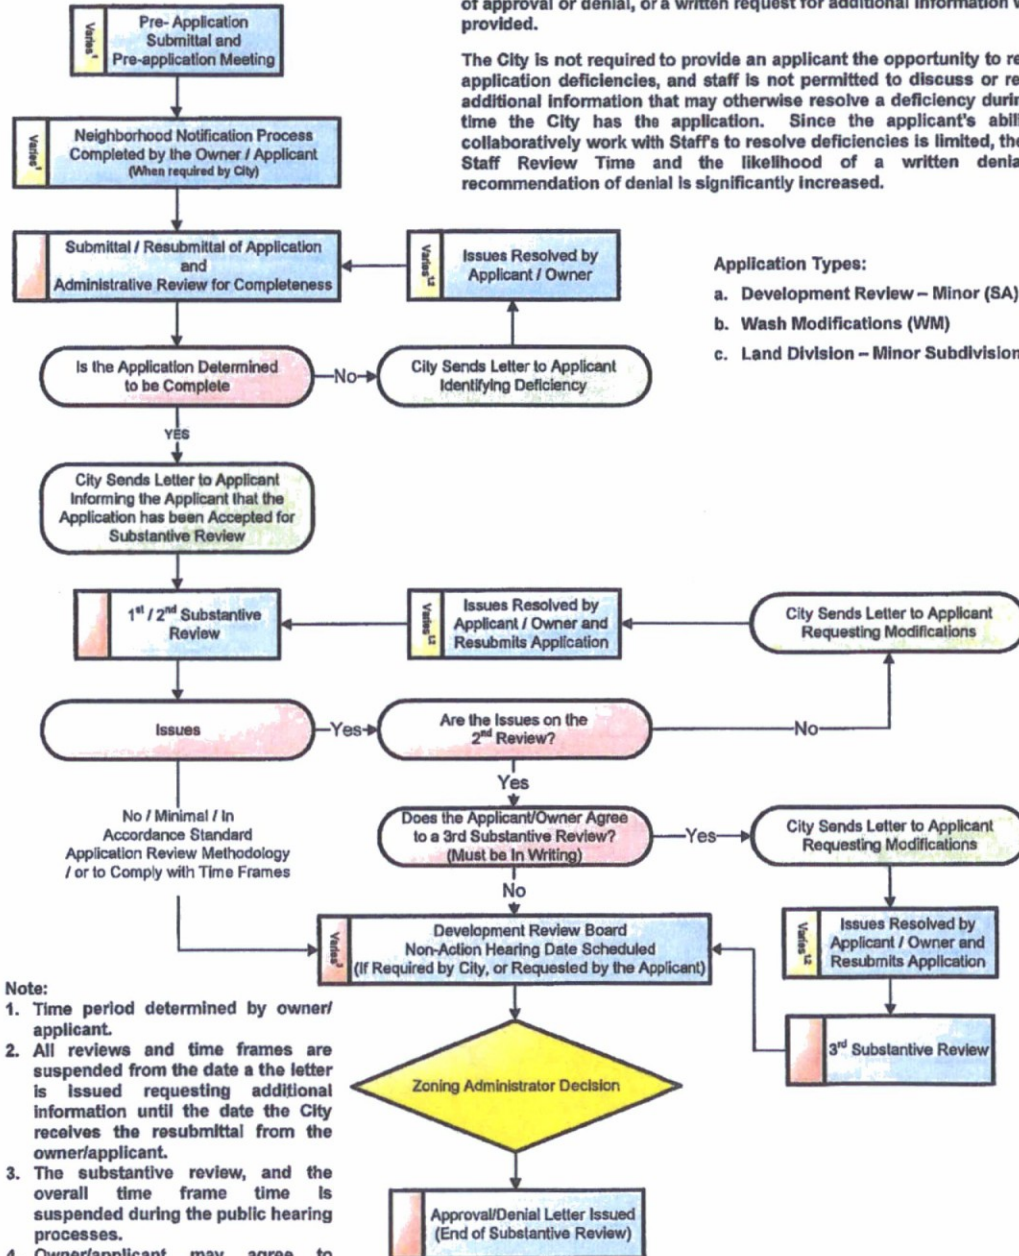 of approval or denial, or a written request for additional information
provided.
The City is not required to provide an applicant the opportunity to
application deficiencies, and staff is not permitted to discuss or
additional information that may otherwise resolve a deficiency
time the City has the application. Since the applicant's
collaboratively work with Staff's to resolve deficiencies is limited,
Staff Review Time and the likelihood of a written
recommendation of denial is significantly increased.
Application Types:
a. Development Review – Minor (SA)
b. Wash Modifications (WM)
c. Land Division – Minor Subdivision
Varies¹
Pre- Application
Submittal and
Pre-application Meeting
Varies¹
Neighborhood Notification Process
Completed by the Owner / Applicant
(When required by City)
Submittal / Resubmittal of Application
and
Administrative Review for Completeness
Varies¹,²
Issues Resolved by
Applicant / Owner
Is the Application Determined
to be Complete
No
City Sends Letter to Applicant
Identifying Deficiency
YES
City Sends Letter to Applicant
Informing the Applicant that the
Application has been Accepted for
Substantive Review
1st / 2nd Substantive
Review
Varies¹,²
Issues Resolved by
Applicant / Owner and
Resubmits Application
City Sends Letter to Applicant
Requesting Modifications
Issues
Yes
Are the Issues on the
2nd Review?
No
Yes
No / Minimal / In
Accordance Standard
Application Review Methodology
/ or to Comply with Time Frames
Does the Applicant/Owner Agree
to a 3rd Substantive Review?
(Must be In Writing)
Yes
City Sends Letter to Applicant
Requesting Modifications
No
Varies³
Development Review Board
Non-Action Hearing Date Scheduled
(If Required by City, or Requested by the Applicant)
Varies¹,²
Issues Resolved by
Applicant / Owner and
Resubmits Application
3rd Substantive Review
Zoning Administrator Decision
Approval/Denial Letter Issued
(End of Substantive Review)
Note:
1. Time period determined by owner/
applicant.
2. All reviews and time frames are
suspended from the date a the letter
is issued requesting additional
information until the date the City
receives the resubmittal from the
owner/applicant.
3. The substantive review, and the
overall time frame time is
suspended during the public hearing
processes.
4. Owner/applicant may agree to